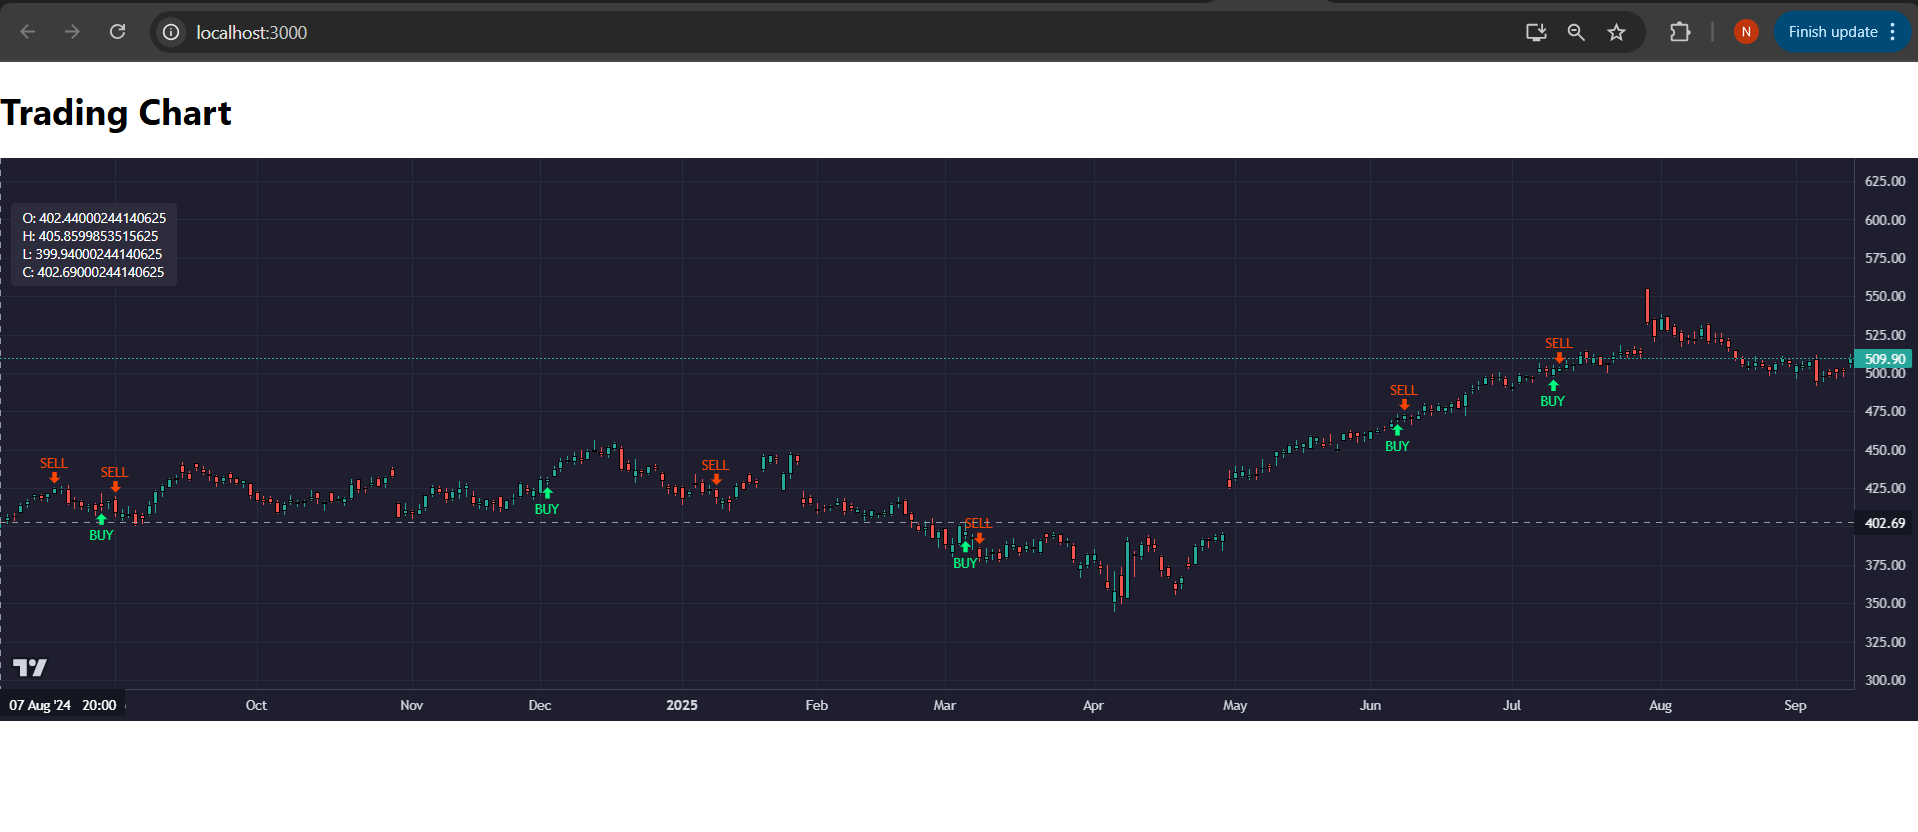 localhost:3000
N
Finish update
Trading Chart
O: 402.44000244140625
H: 405.8599853515625
L: 399.94000244140625
C: 402.69000244140625
625.00
600.00
575.00
550.00
525.00
509.90
500.00
475.00
450.00
425.00
402.69
375.00
350.00
325.00
300.00
SELL
SELL
BUY
BUY
SELL
SELL
BUY
SELL
BUY
SELL
BUY
07 Aug '24 20:00
Oct
Nov
Dec
2025
Feb
Mar
Apr
May
Jun
Jul
Aug
Sep